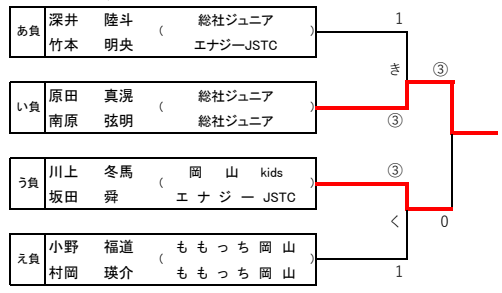 あ負 深井 陸斗 ( 総社ジュニア ) 1
竹本 明央 エナジーJSTC
き ③
い負 原田 真滉 ( 総社ジュニア )
南原 弦明 総社ジュニア ③
う負 川上 冬馬 ( 岡山 kids ) ③
坂田 舜 エナジー JSTC
く 0
え負 小野 福道 ( ももっち岡山 )
村岡 瑛介 ももっち岡山 1